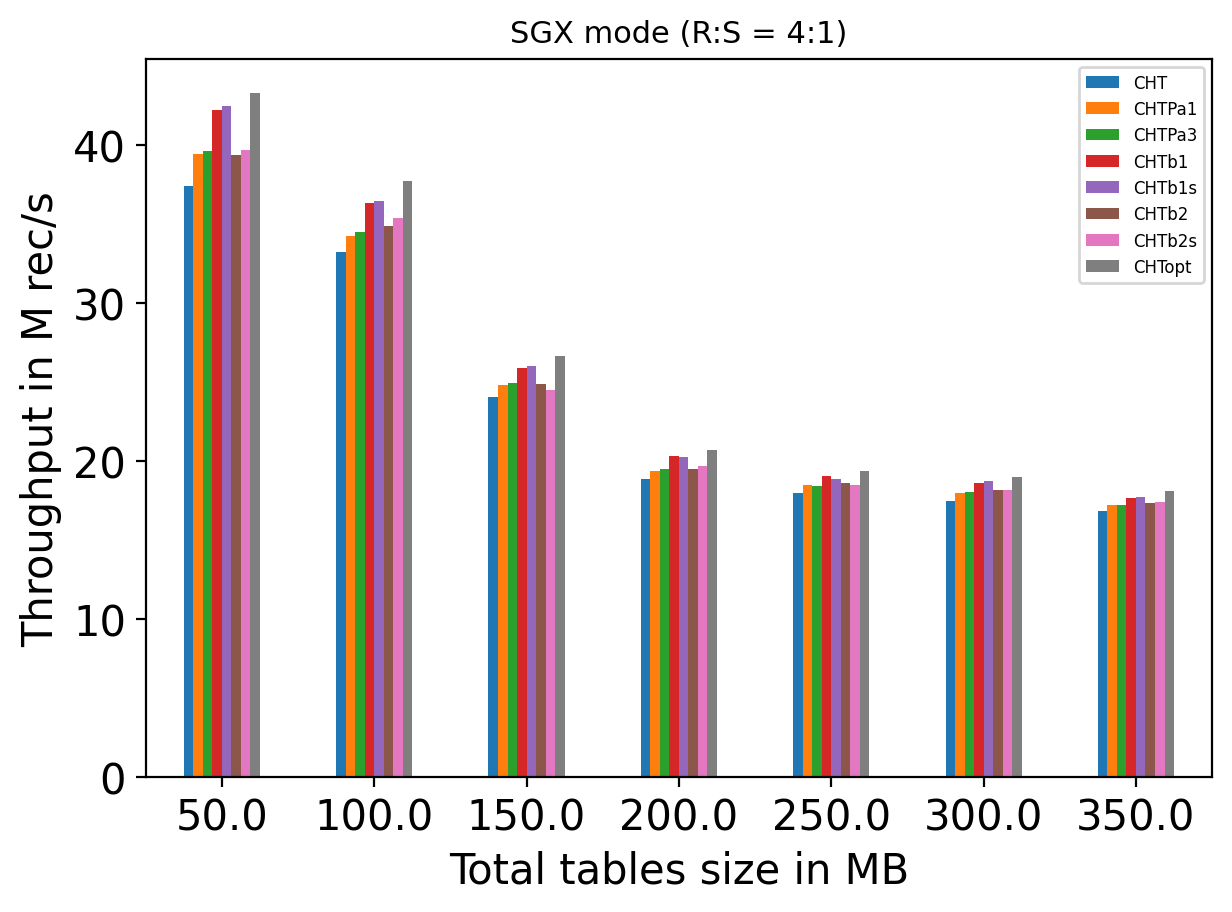 SGX mode (R:S = 4:1)
CHT
CHTPa1
CHTPa3
CHTb1
CHTb1s
CHTb2
CHTb2s
CHTopt
Throughput in M rec/s
40
30
20
10
0
50.0 100.0 150.0 200.0 250.0 300.0 350.0
Total tables size in MB